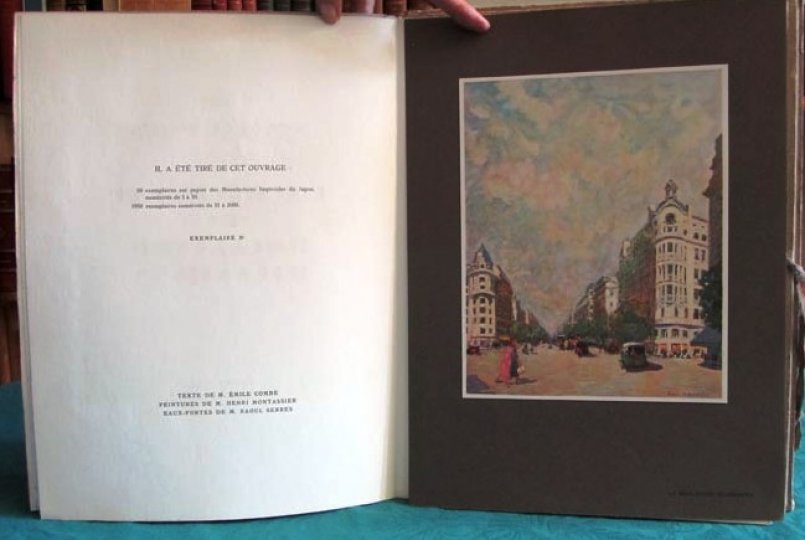 IL A ÉTÉ TIRÉ DE CET OUVRAGE :
50 exemplaires sur papier des Manufactures Impériales du Japon,
numérotés de 1 à 50.
1950 exemplaires numérotés de 51 à 2000.
EXEMPLAIRE Nº
TEXTE DE M. ÉMILE COMBE
PEINTURES DE M. HENRI MONTASSIER
EAUX-FORTES DE M. RAOUL SERRES